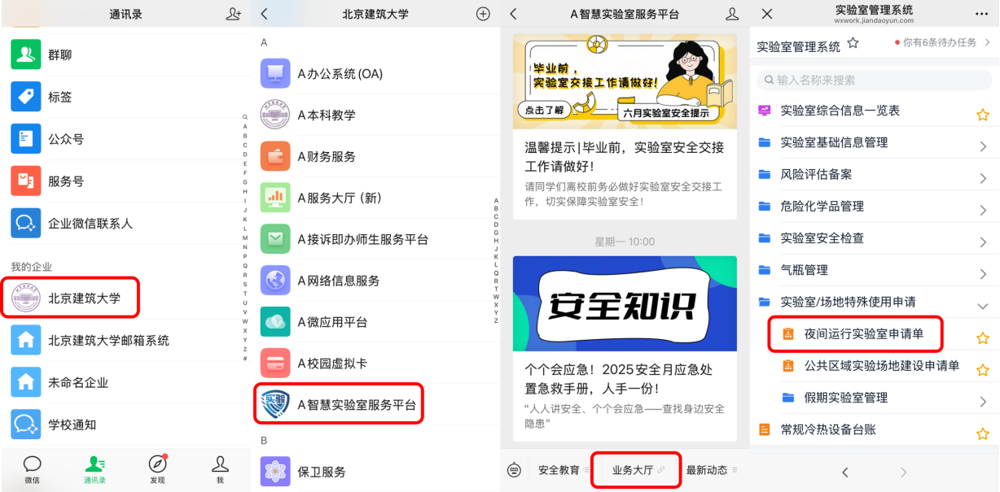 通讯录
群聊
标签
公众号
服务号
企业微信联系人
我的企业
北京建筑大学
北京建筑大学邮箱系统
未命名企业
学校通知
A
B
C
D
E
F
G
H
I
J
K
L
M
N
P
Q
R
S
T
U
V
W
X
Y
Z
#
微信
通讯录
发现
我
北京建筑大学
A
A办公系统(OA)
A本科教学
A财务服务
A服务大厅 (新)
A接诉即办师生服务平台
A网络信息服务
A微应用平台
A校园虚拟卡
实验
A智慧实验室服务平台
B
保卫服务
A
B
C
D
G
H
J
K
L
Q
R
T
W
X
Y
Z
A智慧实验室服务平台
毕业前，
实验室交接工作请做好!
点击了解
六月实验室安全提示
温馨提示|毕业前，实验室安全交接
工作请做好!
请同学们离校前务必做好实验室安全交接工
作，切实保障实验室安全!
星期一 10:00
安全知识
个个会应急! 2025安全月应急处
置急救手册，人手一份!
“人人讲安全、个个会应急——查找身边安全
隐患”
安全教育
业务大厅
最新动态
实验室管理系统
wxwork.jiandaoyun.com
实验室管理系统
你有6条待办任务
输入名称来搜索
实验室综合信息一览表
实验室基础信息管理
风险评估备案
危险化学品管理
实验室安全检查
气瓶管理
实验室/场地特殊使用申请
夜间运行实验室申请单
公共区域实验场地建设申请单
假期实验室管理
常规冷热设备台账